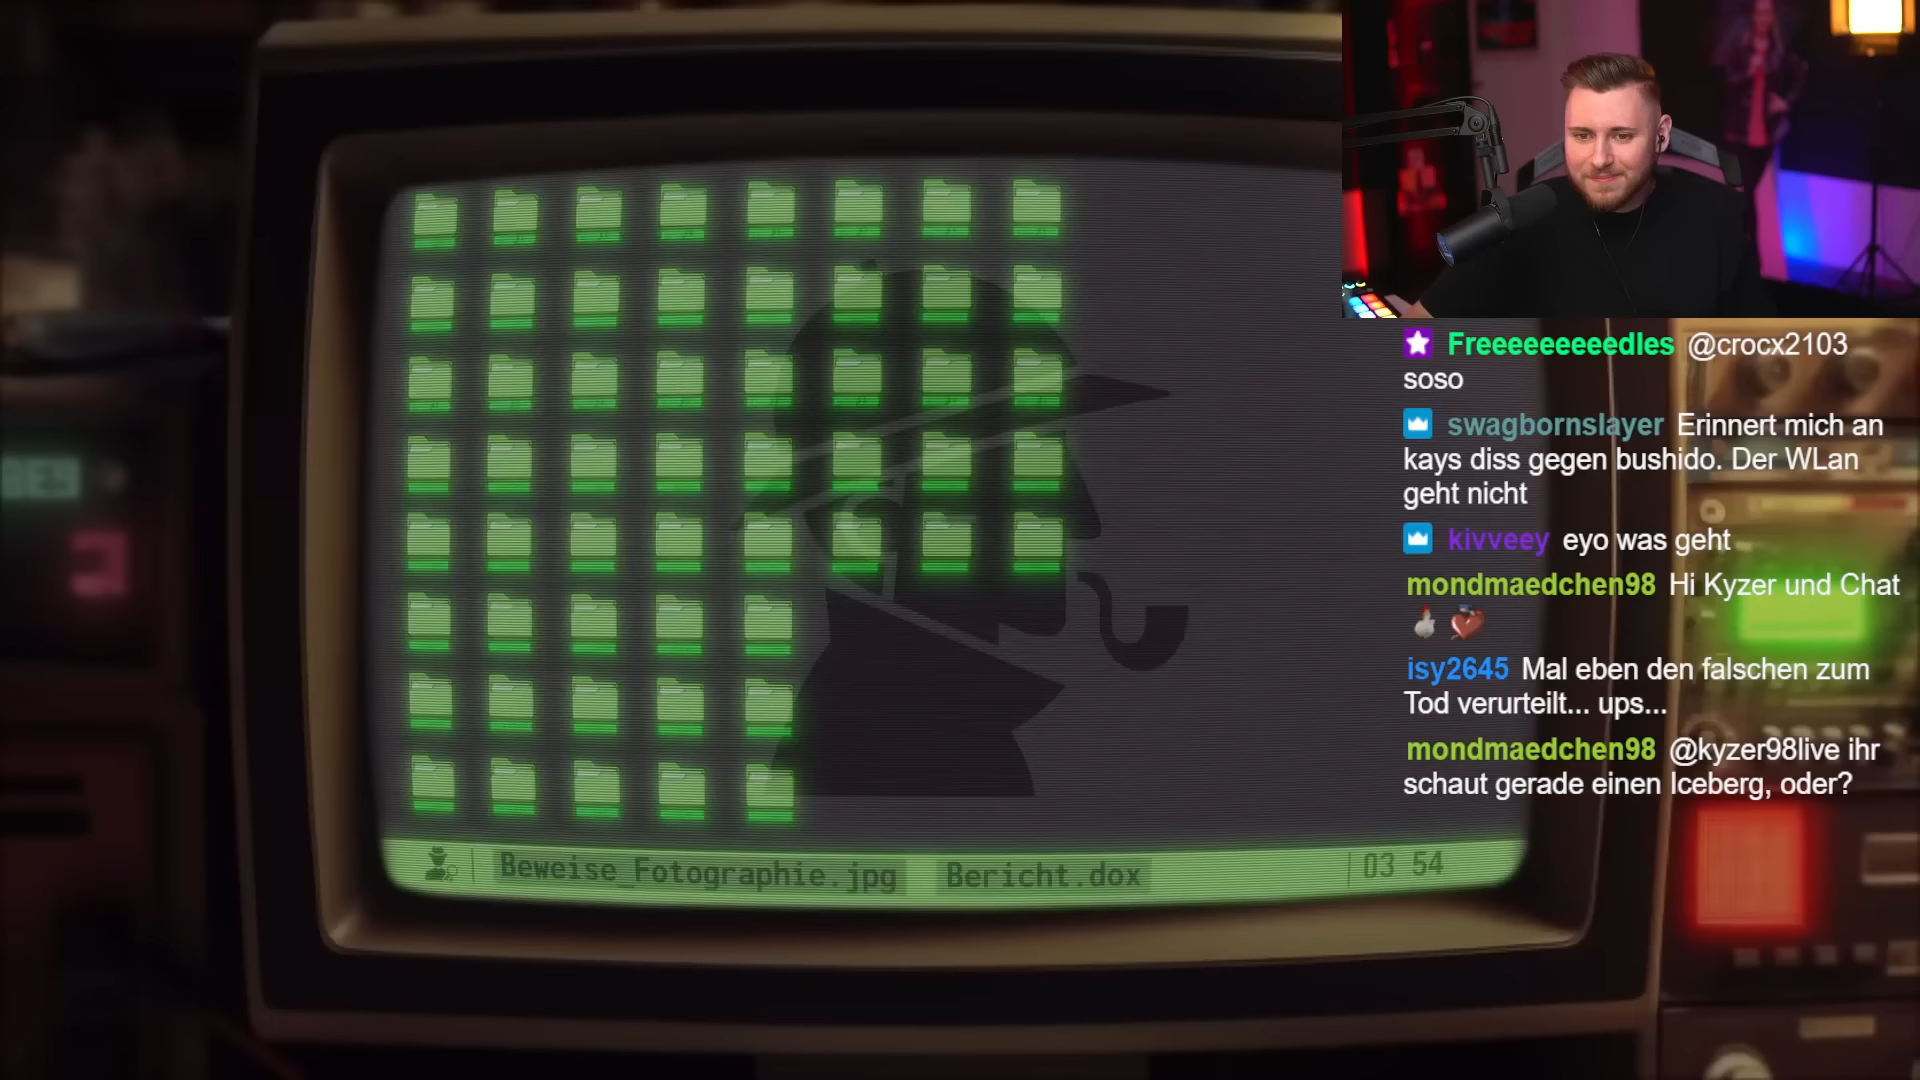 Freeeeeeeeedles @crocx2103
soso
swagbornslayer Erinnert mich an
kays diss gegen bushido. Der WLan
geht nicht
kivveey eyo was geht
mondmaedchen98 Hi Kyzer und Chat
isy2645 Mal eben den falschen zum
Tod verurteilt... ups...
mondmaedchen98 @kyzer98live ihr
schaut gerade einen Iceberg, oder?
Beweise_Fotographie.jpg Bericht.dox 03 54